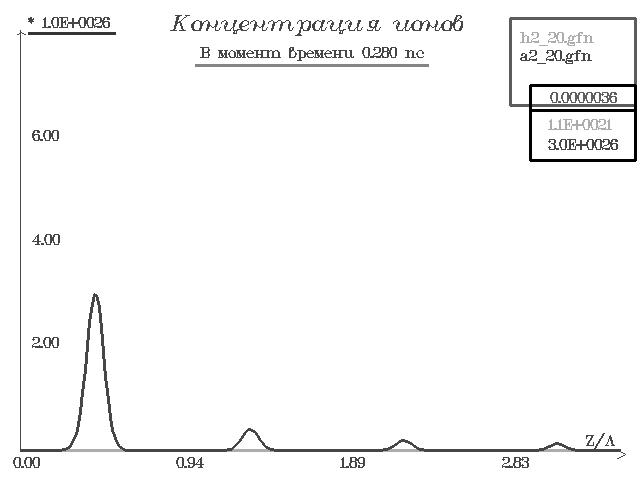 * 1.0E+0026
Концентрация ионов
В момент времени 0.280 пс
h2_20.gfn
a2_20.gfn
0.0000036
1.1E+0021
3.0E+0026
6.00
4.00
2.00
Z/Λ
0.00
0.94
1.89
2.83